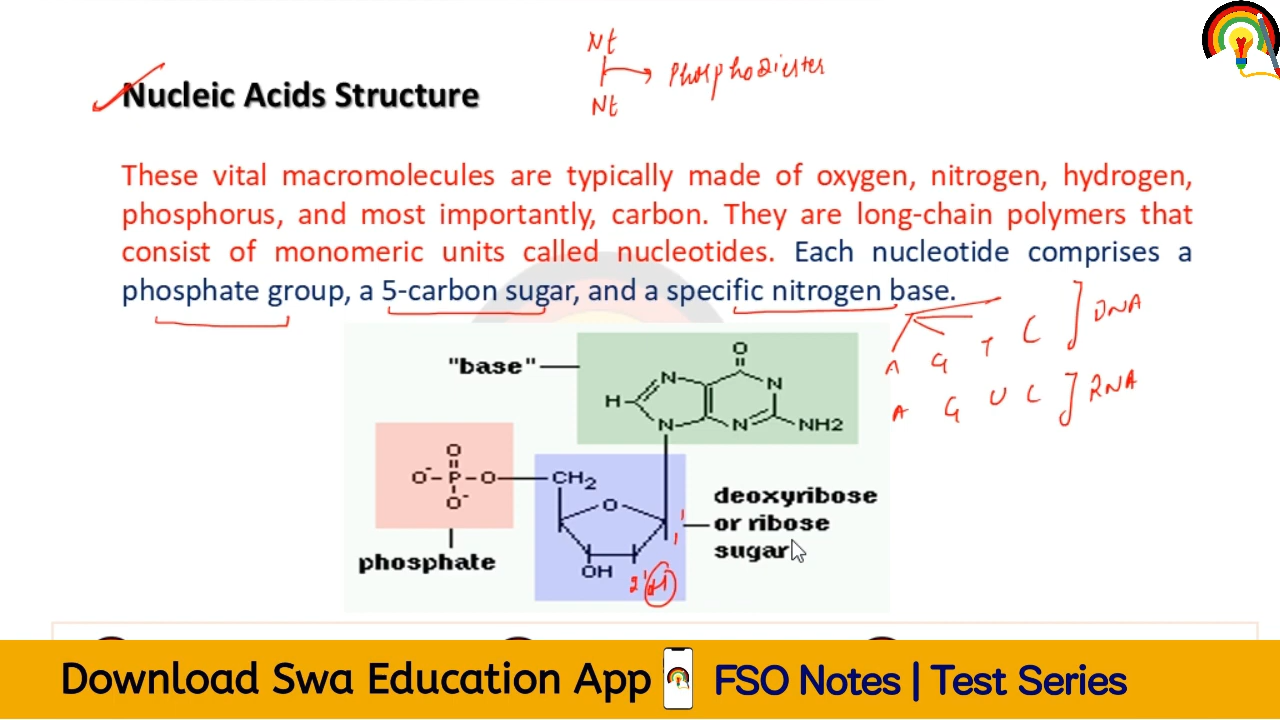 Nt
Phosphodiester
Nt
Nucleic Acids Structure
These vital macromolecules are typically made of oxygen, nitrogen, hydrogen,
phosphorus, and most importantly, carbon. They are long-chain polymers that
consist of monomeric units called nucleotides. Each nucleotide comprises a
phosphate group, a 5-carbon sugar, and a specific nitrogen base.
A G T C ] DNA
A G U C ] RNA
"base"
O
N N
H
N N NH2
O
O⁻ P O CH2
O⁻
O
deoxyribose
or ribose
sugar
1'
phosphate
OH
2'
Download Swa Education App FSO Notes | Test Series